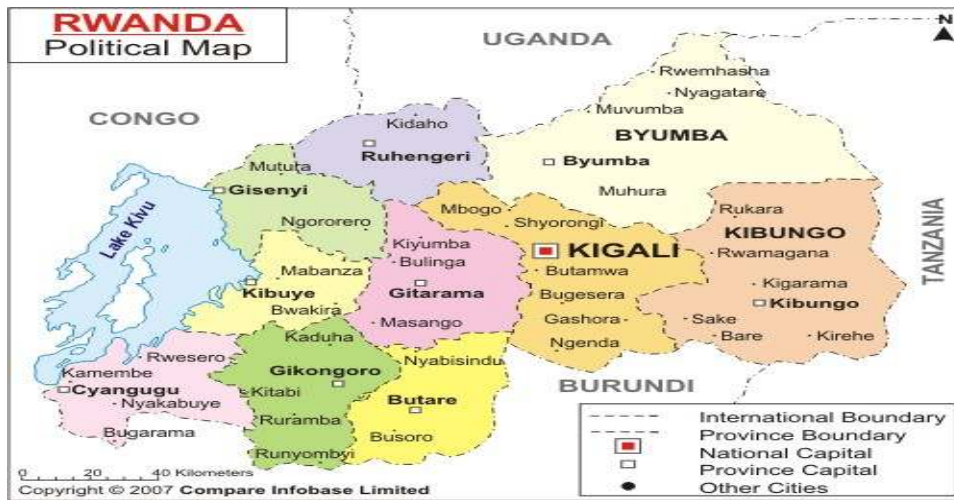 RWANDA
Political Map
N
UGANDA
CONGO
TANZANIA
BURUNDI
Lake Kivu
Rwemhasha
Nyagatare
Muvumba
BYUMBA
Byumba
Muhura
Kidaho
Ruhengeri
Mutura
Gisenyi
Ngororero
Mbogo
Shyorongi
KIGALI
Butamwa
Bugesera
Gashora
Ngenda
Rukara
KIBUNGO
Rwamagana
Kigarama
Kibungo
Sake
Bare
Kirehe
Kiyumba
Bulinga
Gitarama
Masango
Mabanza
Kibuye
Bwakira
Kaduha
Gikongoro
Kitabi
Ruramba
Runyombyi
Nyabisindu
Butare
Busoro
Rwesero
Kamembe
Cyangugu
Nyakabuye
Bugarama
International Boundary
Province Boundary
National Capital
Province Capital
Other Cities
0 20 40 Kilometers
Copyright © 2007 Compare Infobase Limited